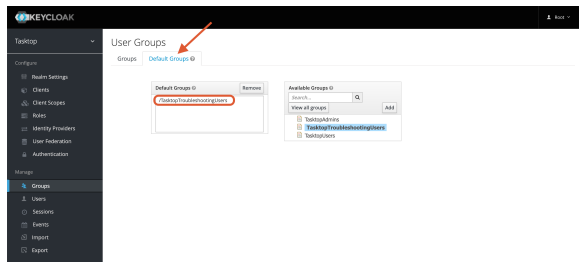 KEYCLOAK
Root
Tasktop
User Groups
Groups
Default Groups
Configure
Realm Settings
Clients
Client Scopes
Roles
Identity Providers
User Federation
Authentication
Manage
Groups
Users
Sessions
Events
Import
Export
Default Groups
Remove
/TasktopTroubleshootingUsers
Available Groups
Search...
View all groups
Add
TasktopAdmins
TasktopTroubleshootingUsers
TasktopUsers